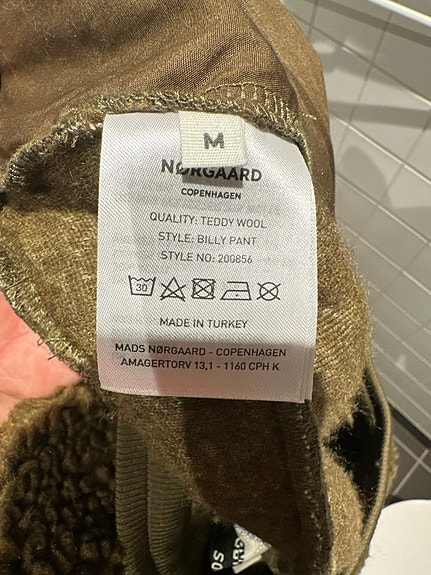 M
NØRGAARD
COPENHAGEN
QUALITY: TEDDY WOOL
STYLE: BILLY PANT
STYLE NO: 200856
30
MADE IN TURKEY
MADS NØRGAARD - COPENHAGEN
AMAGERTORV 13,1 - 1160 CPH K